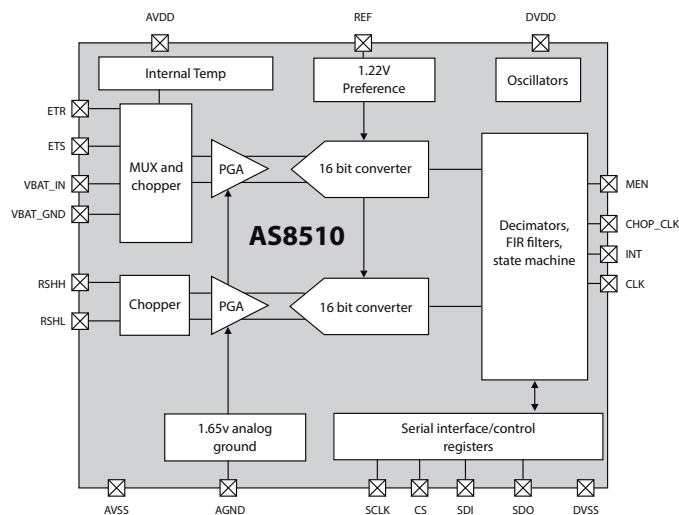 AVDD
REF
DVDD
Internal Temp
1.22V
Preference
Oscillators
ETR
ETS
VBAT_IN
VBAT_GND
MUX and
chopper
PGA
16 bit converter
AS8510
Decimators,
FIR filters,
state machine
MEN
CHOP_CLK
INT
CLK
RSHH
RSHL
Chopper
PGA
16 bit converter
1.65v analog
ground
Serial interface/control
registers
AVSS
AGND
SCLK
CS
SDI
SDO
DVSS